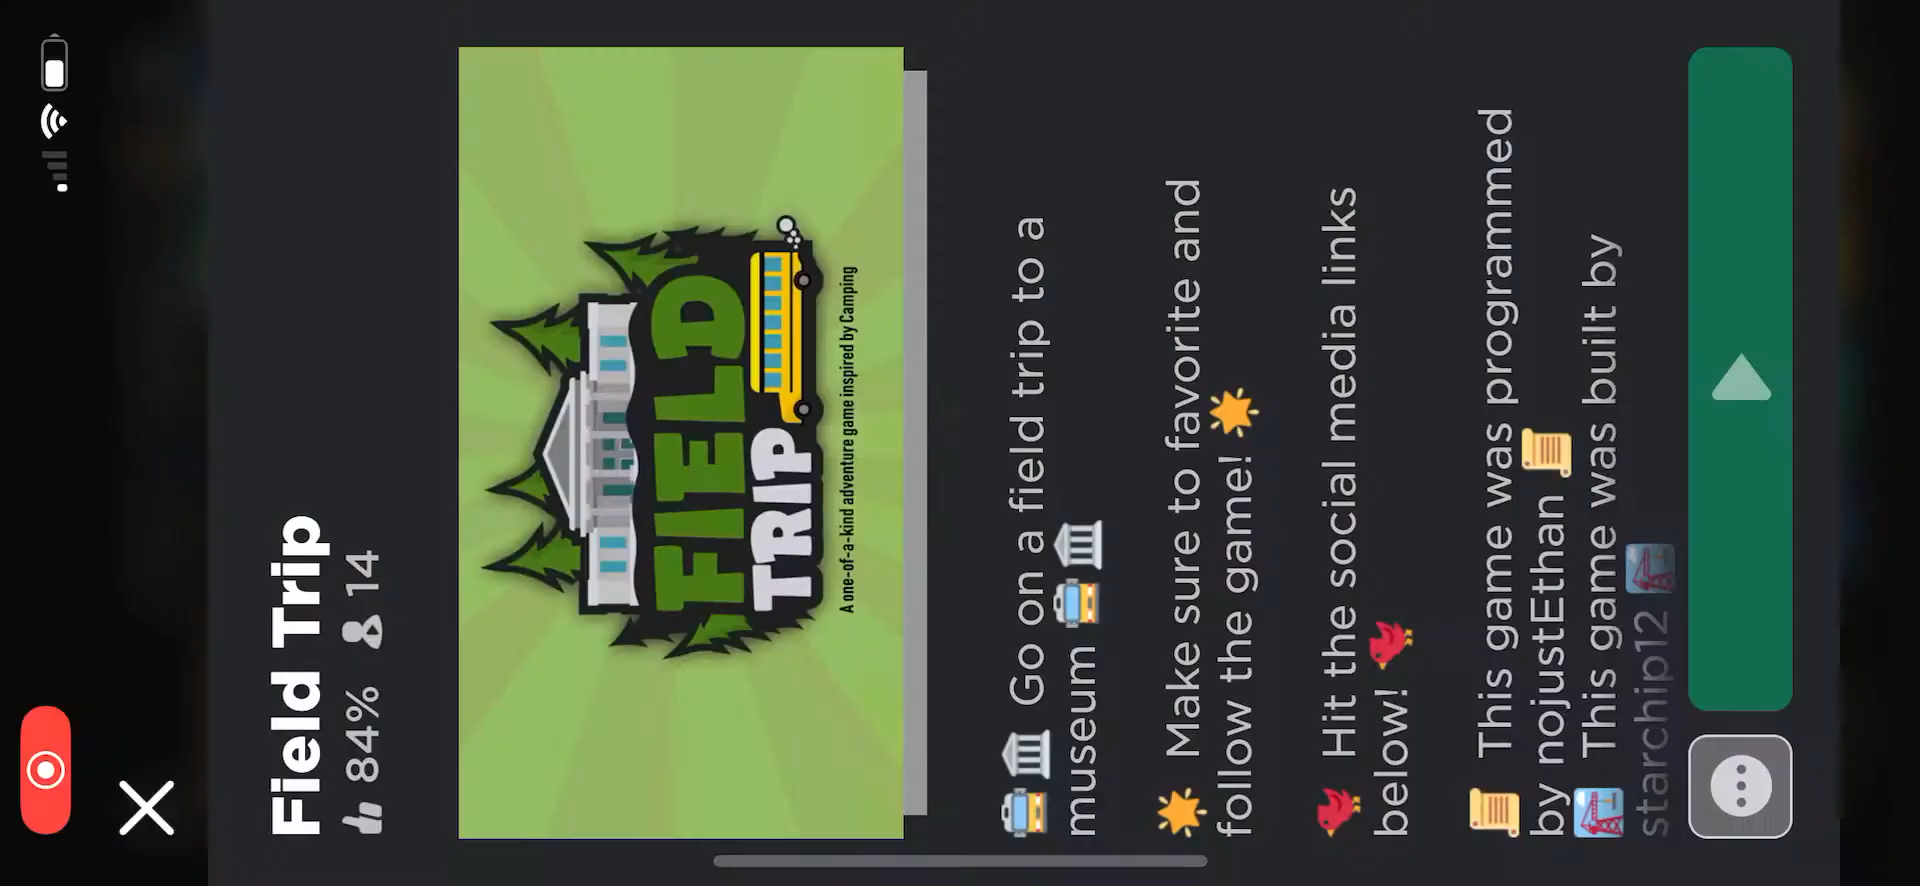 Field Trip
84% 14
FIELD
TRIP
A one-of-a-kind adventure game inspired by Camping
🚌🏛️ Go on a field trip to a
museum 🚌🏛️
🌟 Make sure to favorite and
follow the game! 🌟
🐦 Hit the social media links
below! 🐦
📜 This game was programmed
by nojustEthan 📜
🏗️ This game was built by
starchip12 🏗️